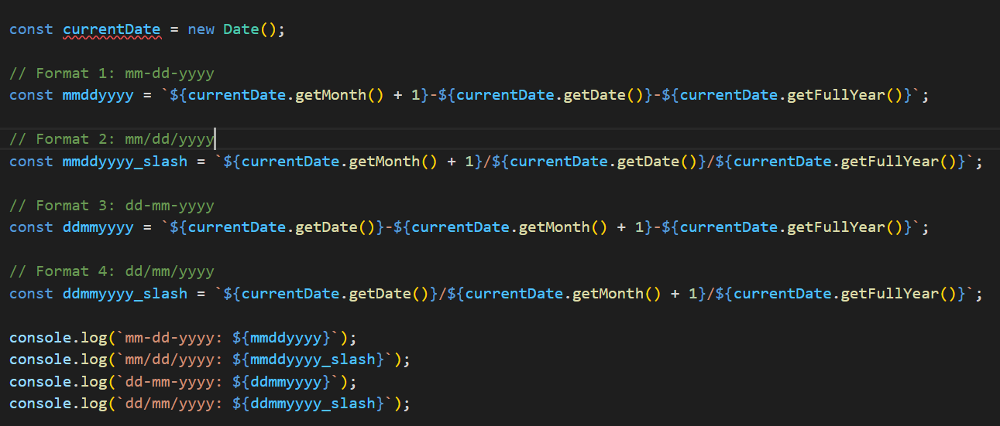 const currentDate = new Date();
// Format 1: mm-dd-yyyy
const mmddyyyy = `${currentDate.getMonth() + 1}-${currentDate.getDate()}-${currentDate.getFullYear()}`;
// Format 2: mm/dd/yyyy
const mmddyyyy_slash = `${currentDate.getMonth() + 1}/${currentDate.getDate()}/${currentDate.getFullYear()}`;
// Format 3: dd-mm-yyyy
const ddmmyyyy = `${currentDate.getDate()}-${currentDate.getMonth() + 1}-${currentDate.getFullYear()}`;
// Format 4: dd/mm/yyyy
const ddmmyyyy_slash = `${currentDate.getDate()}/${currentDate.getMonth() + 1}/${currentDate.getFullYear()}`;
console.log(`mm-dd-yyyy: ${mmddyyyy}`);
console.log(`mm/dd/yyyy: ${mmddyyyy_slash}`);
console.log(`dd-mm-yyyy: ${ddmmyyyy}`);
console.log(`dd/mm/yyyy: ${ddmmyyyy_slash}`);